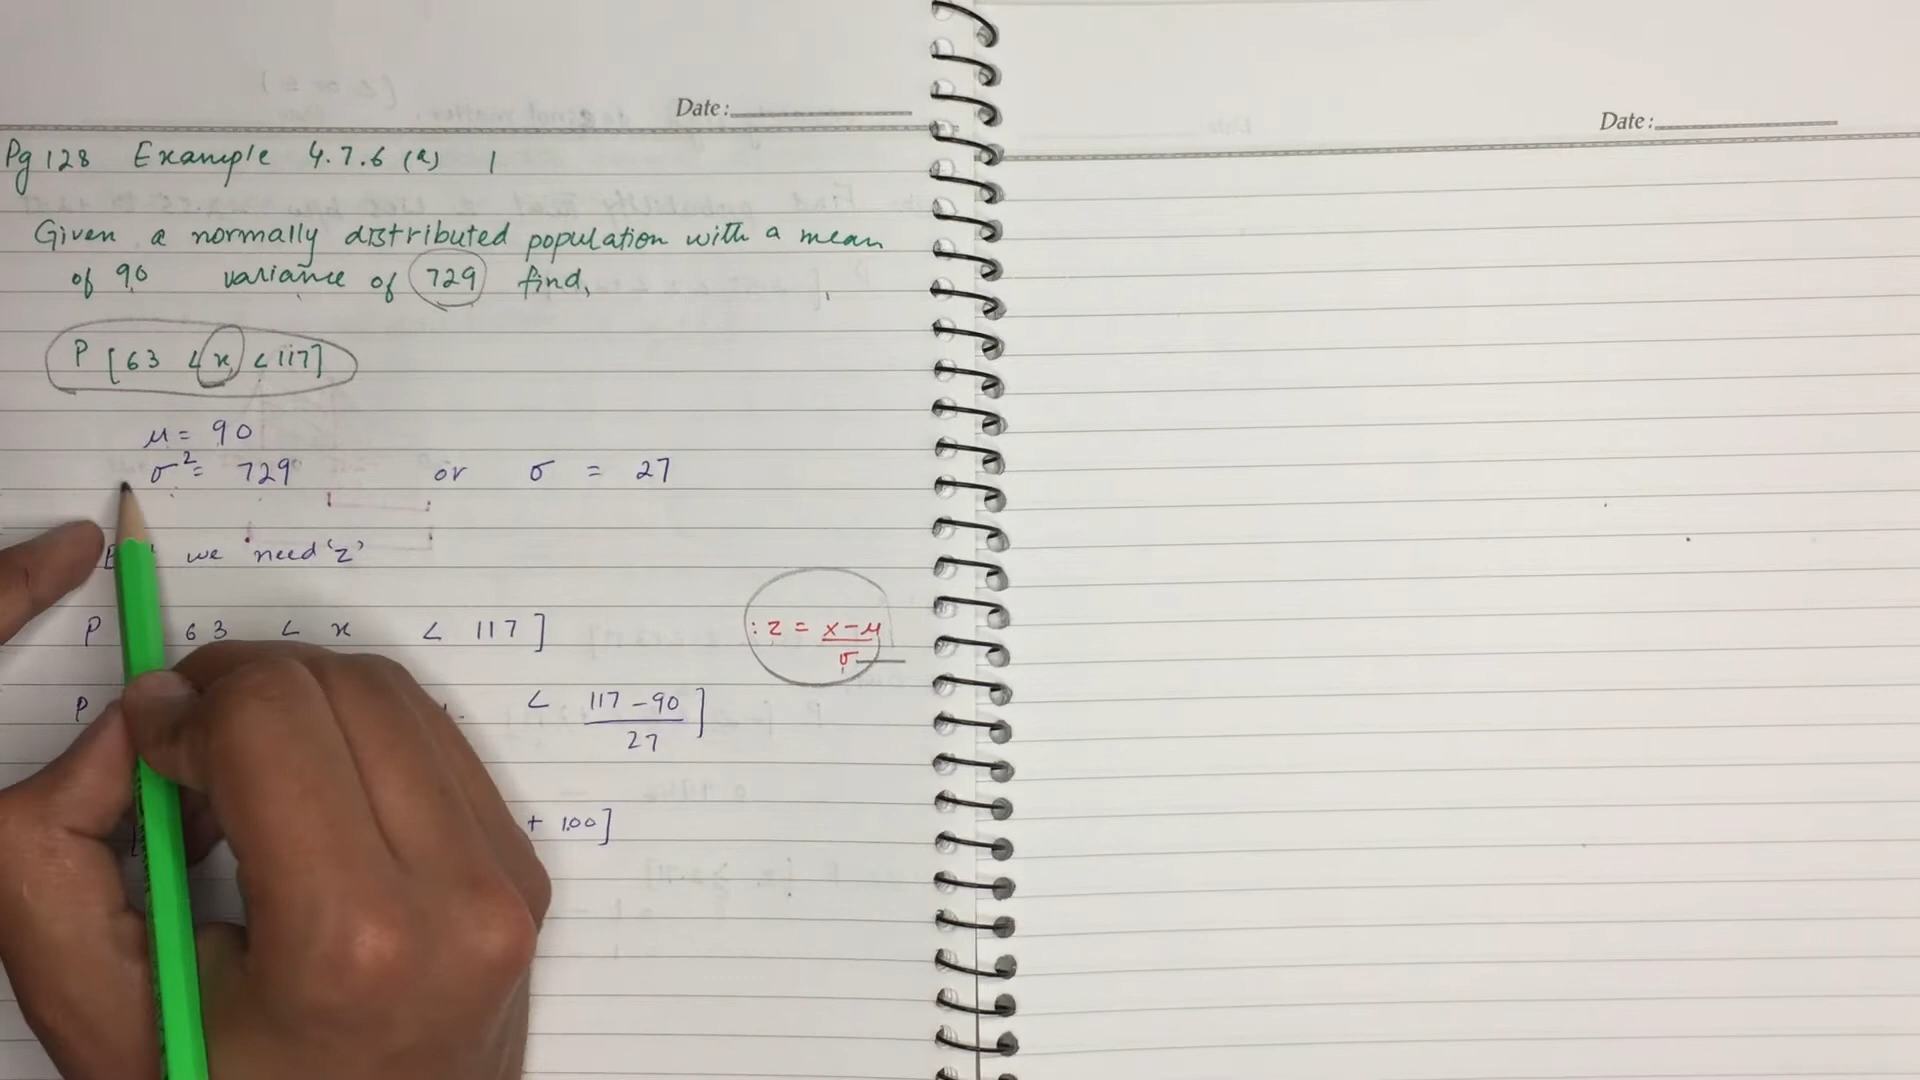 Date:
Pg 128 Example 4.7.6 (a) 1
Given a normally distributed population with a mean
of 90 variance of 729 find,
P [63 < x < 117]
μ = 90
σ² = 729 or σ = 27
we need 'z'
P 63 < x < 117]
: z = x-μ
σ
P < 117-90]
27
[ + 1.00]
Date: